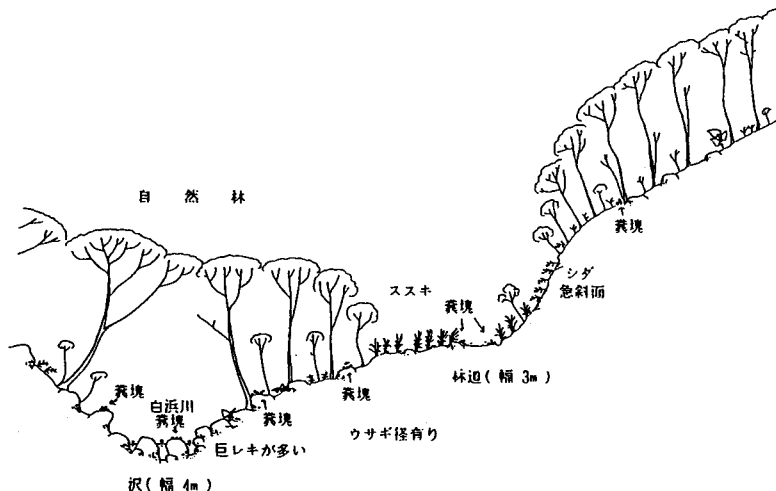 自然林
糞塊
シダ
急斜面
ススキ
糞塊
林辺(幅3m)
糞塊
白浜川
糞塊
糞塊
糞塊
ウサギ径有り
巨レキが多い
沢(幅4m)